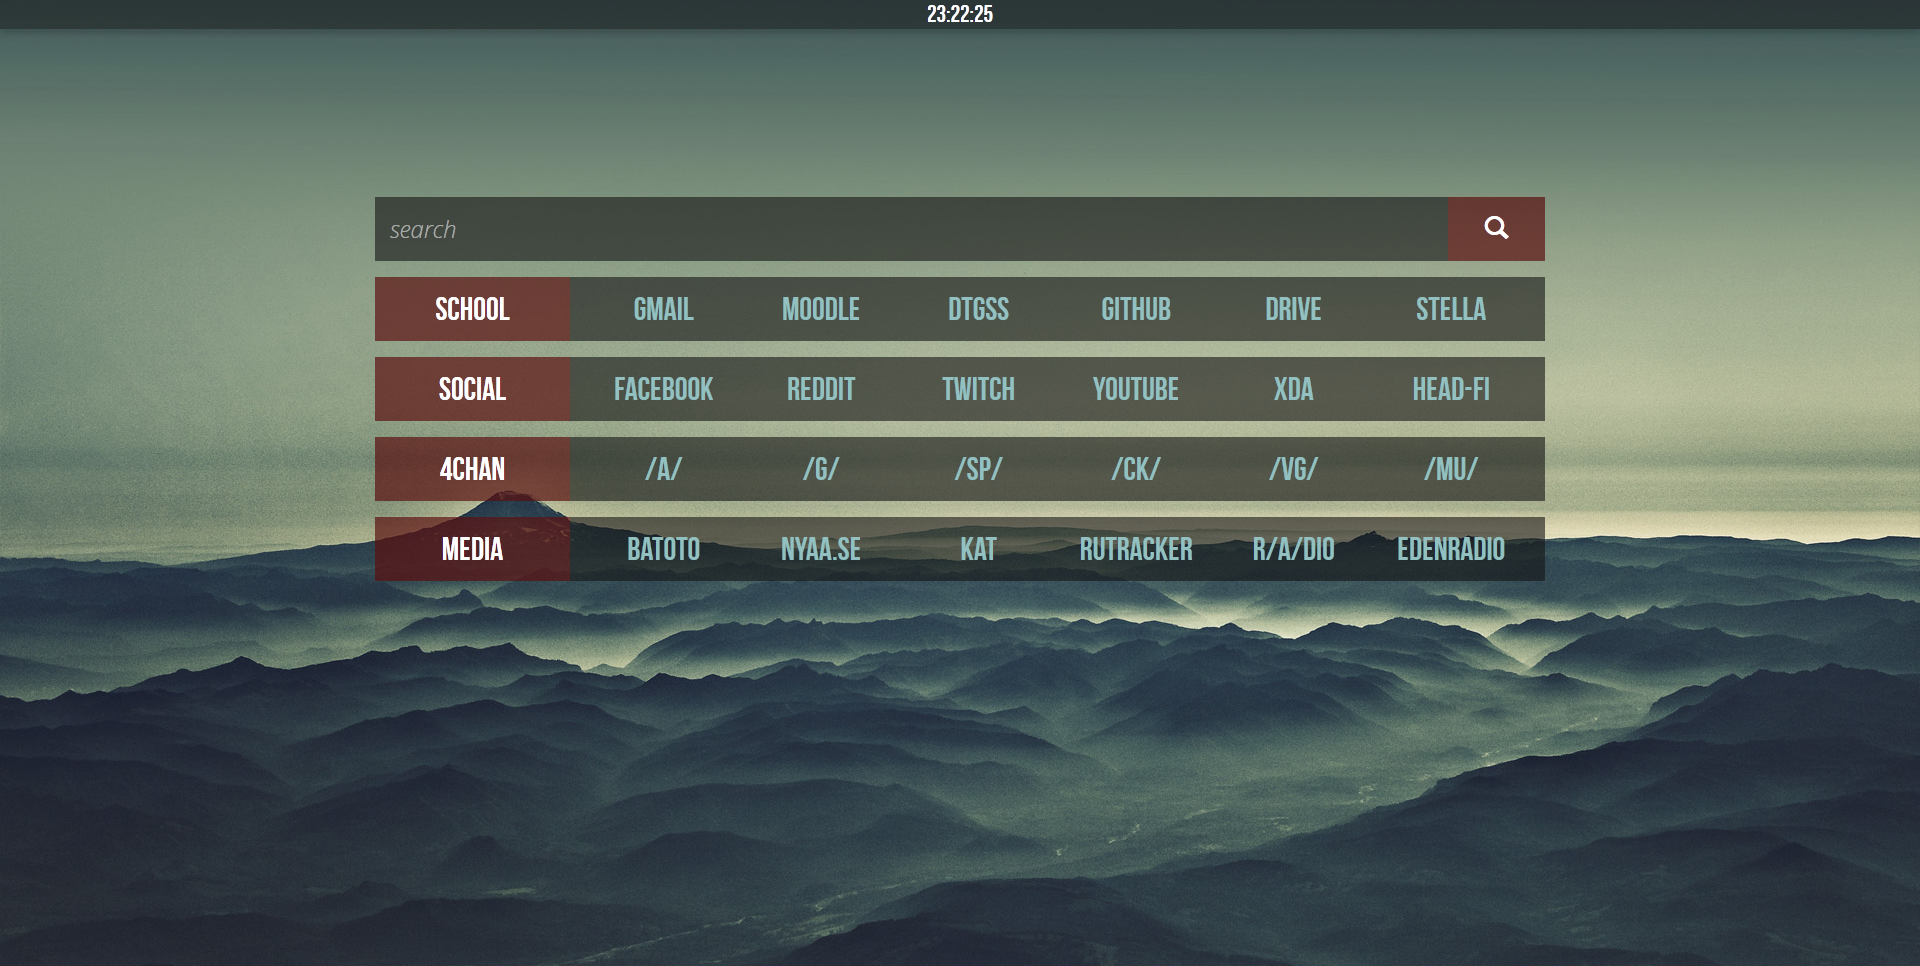 23:22:25
search
SCHOOL GMAIL MOODLE DTGSS GITHUB DRIVE STELLA
SOCIAL FACEBOOK REDDIT TWITCH YOUTUBE XDA HEAD-FI
4CHAN /A/ /G/ /SP/ /CK/ /VG/ /MU/
MEDIA BATOTO NYAA.SE KAT RUTRACKER R/A/DIO EDENRADIO